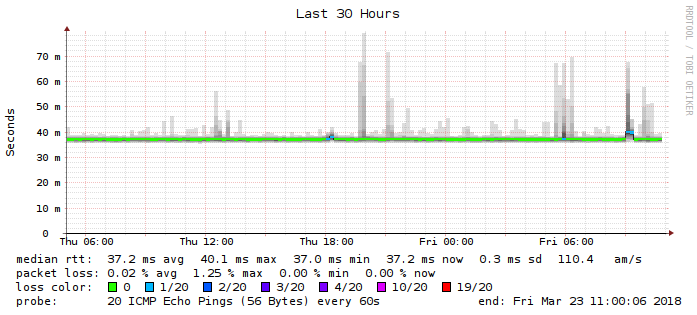 Last 30 Hours
RRDTOOL / TOBI OETIKER
Seconds
70 m
60 m
50 m
40 m
30 m
20 m
10 m
0
Thu 06:00 Thu 12:00 Thu 18:00 Fri 00:00 Fri 06:00
median rtt: 37.2 ms avg 40.1 ms max 37.0 ms min 37.2 ms now 0.3 ms sd 110.4 am/s
packet loss: 0.02 % avg 1.25 % max 0.00 % min 0.00 % now
loss color: 0 1/20 2/20 3/20 4/20 10/20 19/20
probe: 20 ICMP Echo Pings (56 Bytes) every 60s end: Fri Mar 23 11:00:06 2018